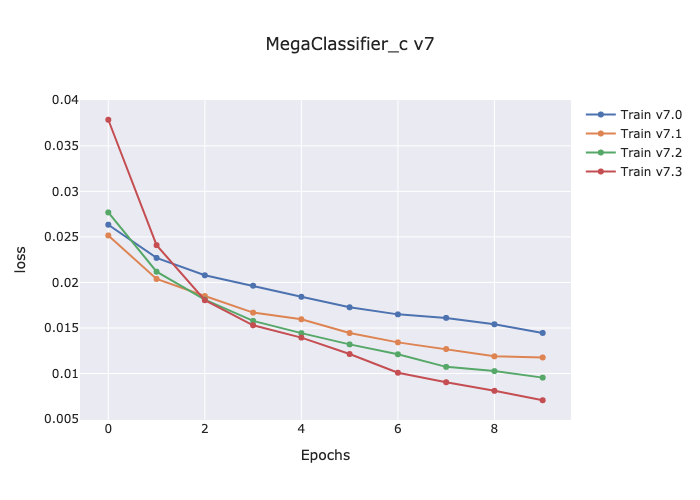 MegaClassifier_c v7
0.04
0.035
0.03
0.025
0.02
0.015
0.01
0.005
loss
0 2 4 6 8
Epochs
Train v7.0
Train v7.1
Train v7.2
Train v7.3